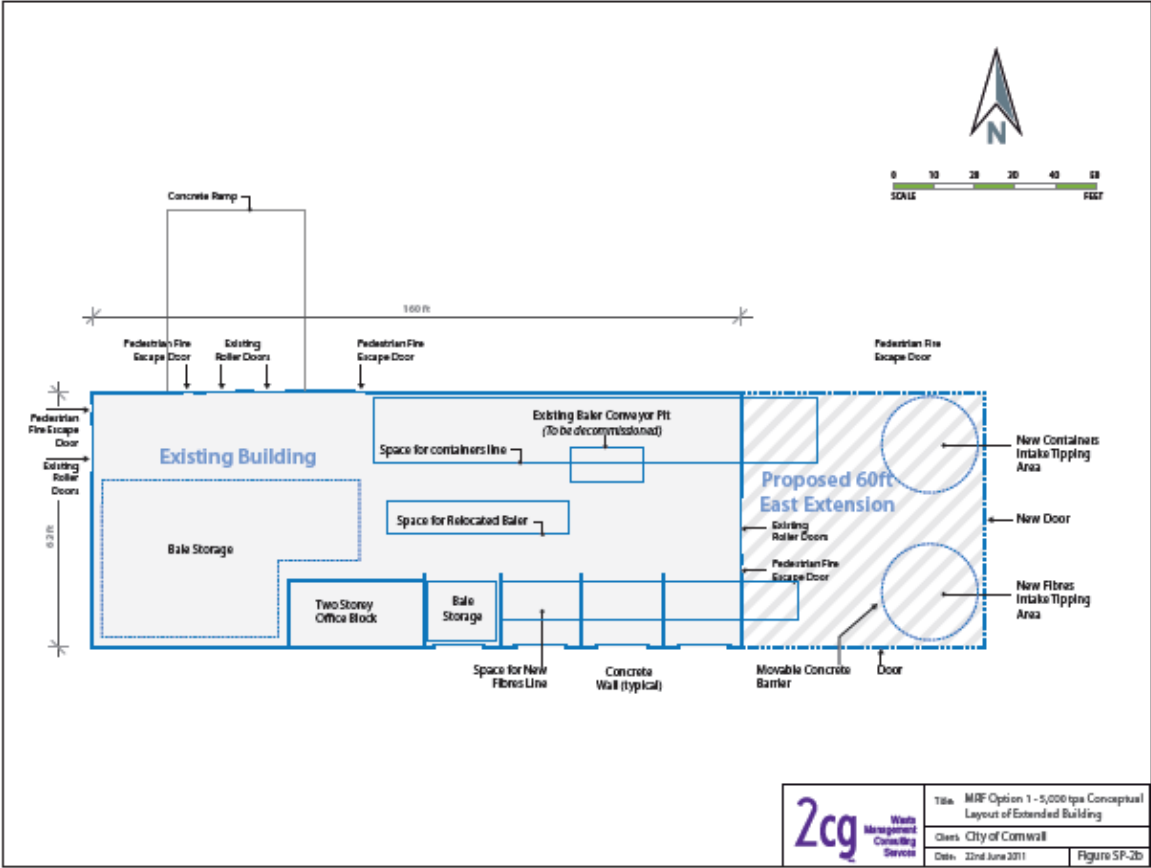 N
0 10 20 30 40 50
SCALE FEET
Concrete Ramp
160 ft
Pedestrian Fire
Escape Door
Existing
Roller Doors
Pedestrian Fire
Escape Door
Pedestrian Fire
Escape Door
Pedestrian
Fire Escape
Door
Existing
Roller
Doors
62ft
Existing Building
Existing Baler Conveyor Pit
(To be decommissioned)
Space for containers line
Proposed 60ft
East Extension
New Containers
Intake Tipping
Area
Space for Relocated Baler
Existing
Roller Doors
New Door
Bale Storage
Pedestrian Fire
Escape Door
New Fibres
Intake Tipping
Area
Two Storey
Office Block
Bale
Storage
Space for New
Fibres Line
Concrete
Wall (typical)
Movable Concrete
Barrier
Door
2cg
Waste
Management
Consulting
Services
Title: MRF Option 1 - 5,000 tpa Conceptual
Layout of Extended Building
Client: City of Cornwall
Date: 22nd June 2011
Figure SP-2b